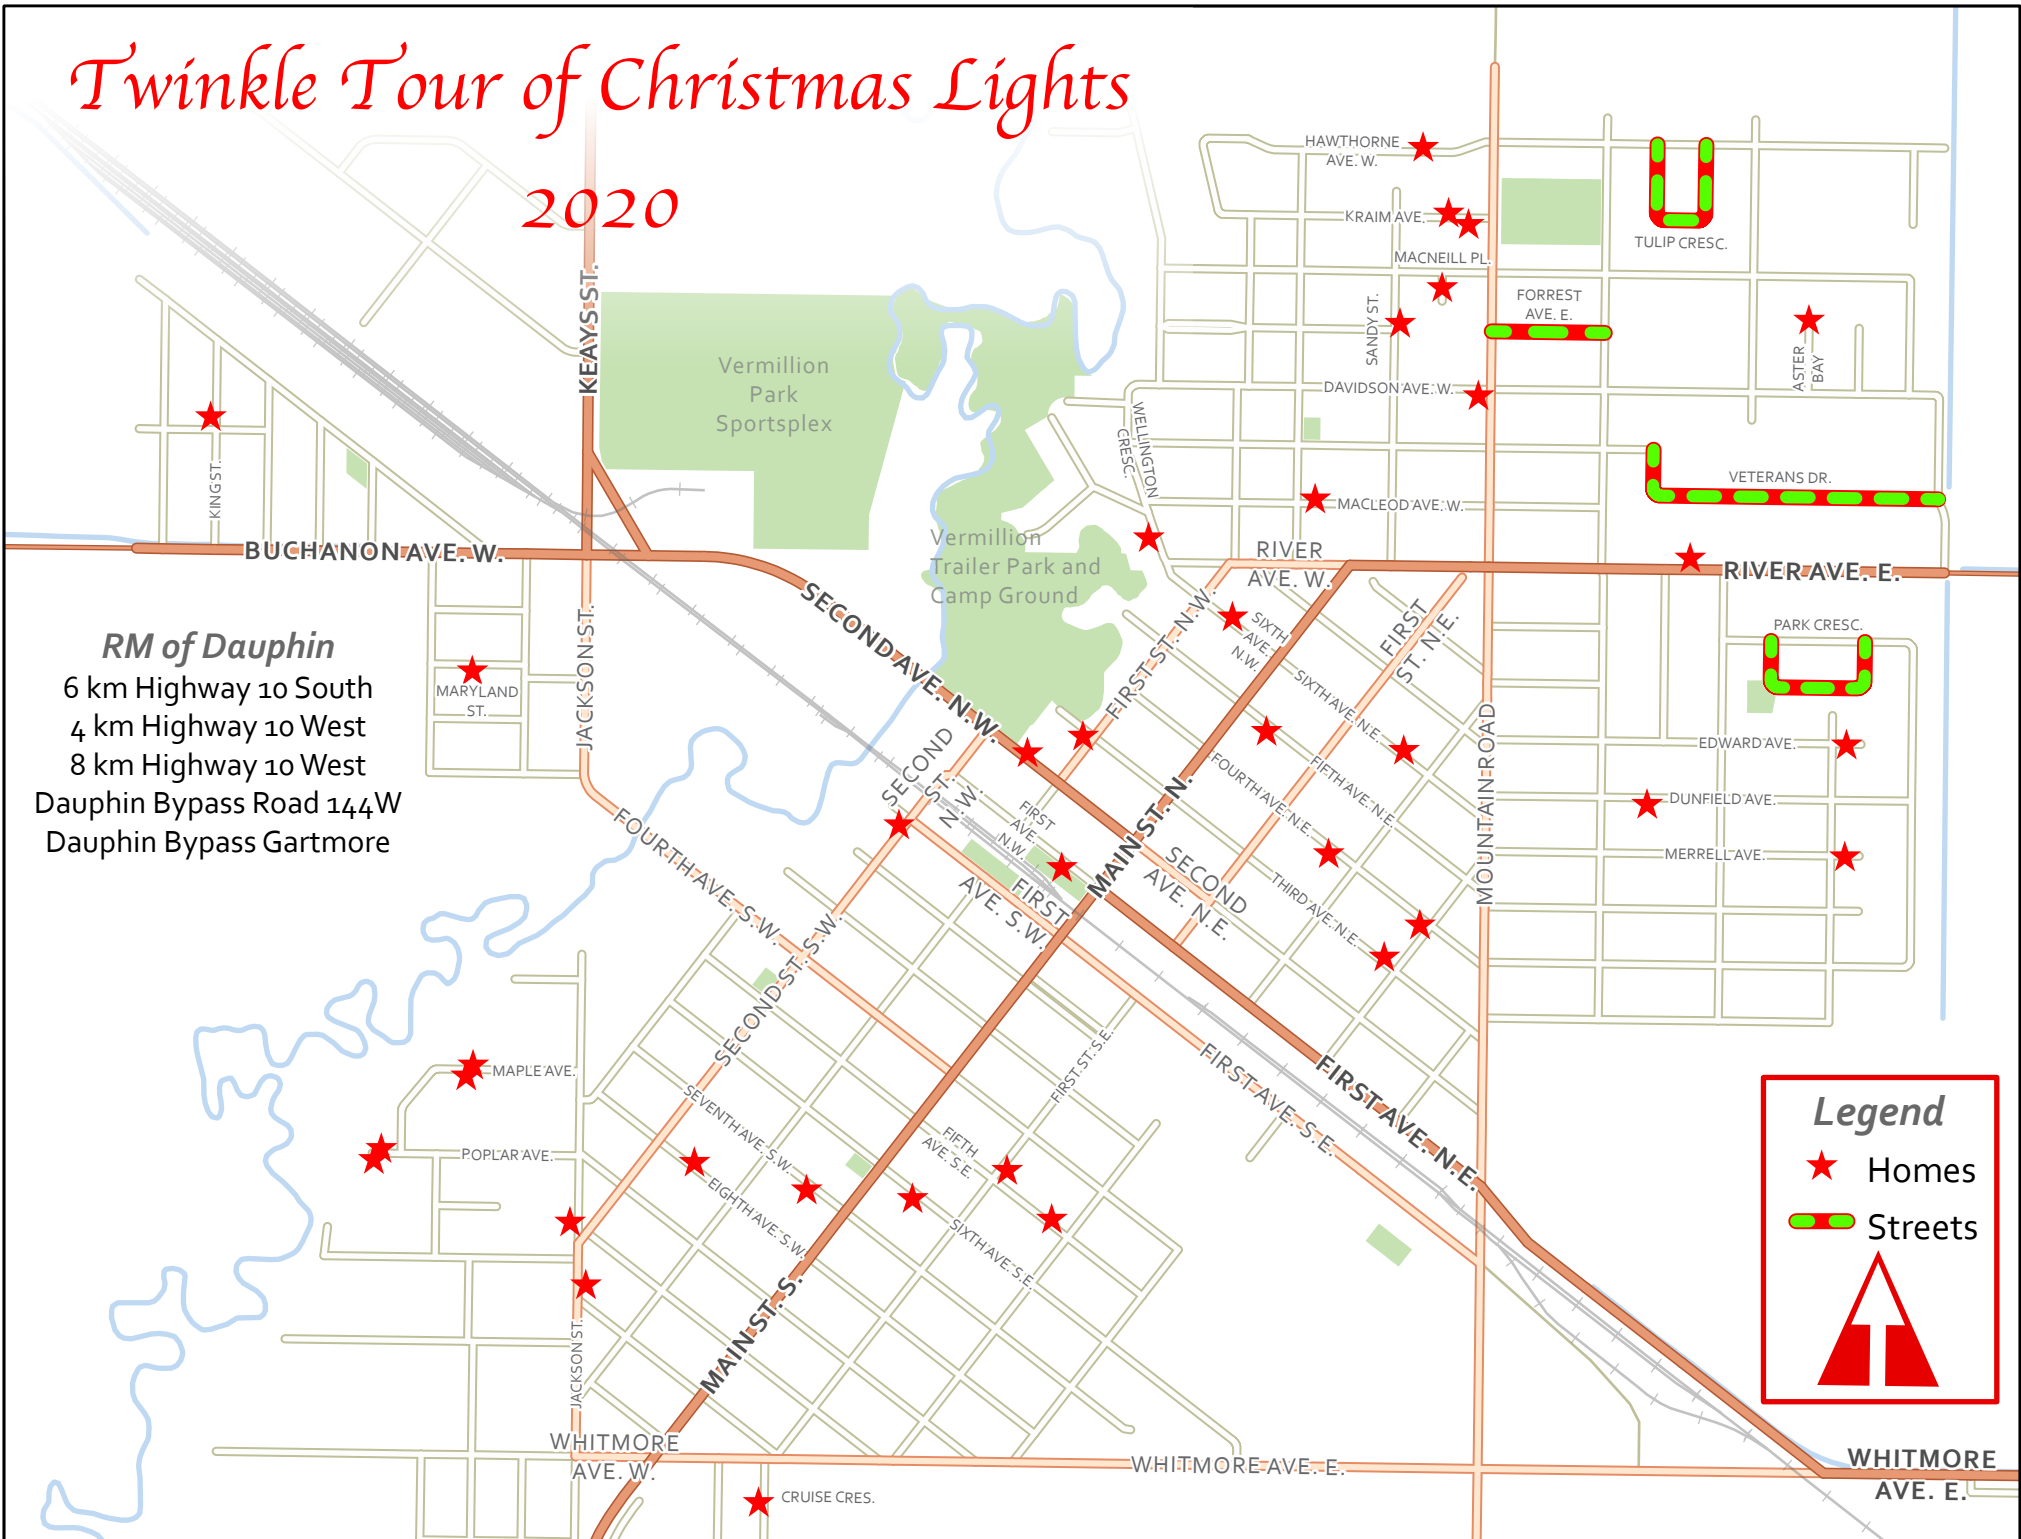 Twinkle Tour of Christmas Lights
2020
HAWTHORNE
AVE. W.
KRAIM AVE.
TULIP CRESC.
MACNEILL PL.
KEAYS ST.
FORREST
AVE. E.
SANDY ST.
Vermillion
Park
Sportsplex
ASTER
BAY
DAVIDSON AVE. W.
WELLINGTON
CRESC.
KING ST.
VETERANS DR.
MACLEOD AVE. W.
BUCHANON AVE. W.
Vermillion
Trailer Park and
Camp Ground
RIVER
AVE. W.
RIVER AVE. E.
SECOND AVE. N.W.
FIRST ST. N.W.
SIXTH
AVE.
N.W.
FIRST
ST. N.E.
PARK CRESC.
RM of Dauphin
6 km Highway 10 South
4 km Highway 10 West
8 km Highway 10 West
Dauphin Bypass Road 144W
Dauphin Bypass Gartmore
MARYLAND
ST.
JACKSON ST.
SIXTH AVE. N.E.
SECOND
ST.
N.W.
FOURTH AVE. N.E.
FIFTH AVE. N.E.
MOUNTAIN ROAD
EDWARD AVE.
DUNFIELD AVE.
MERRELL AVE.
FIRST
AVE.
N.W.
MAIN ST. N.
FOURTH AVE. S.W.
FIRST
AVE. S.W.
SECOND
AVE. N.E.
THIRD AVE. N.E.
SECOND ST. S.W.
FIRST ST. S.E.
FIRST AVE. S.E.
FIRST AVE. N.E.
MAPLE AVE.
SEVENTH AVE. S.W.
FIFTH
AVE. S.E.
POPLAR AVE.
EIGHTH AVE. S.W.
SIXTH AVE. S.E.
Legend
Homes
Streets
MAIN ST. S.
JACKSON ST.
WHITMORE
AVE. W.
WHITMORE AVE. E.
WHITMORE
AVE. E.
CRUISE CRES.